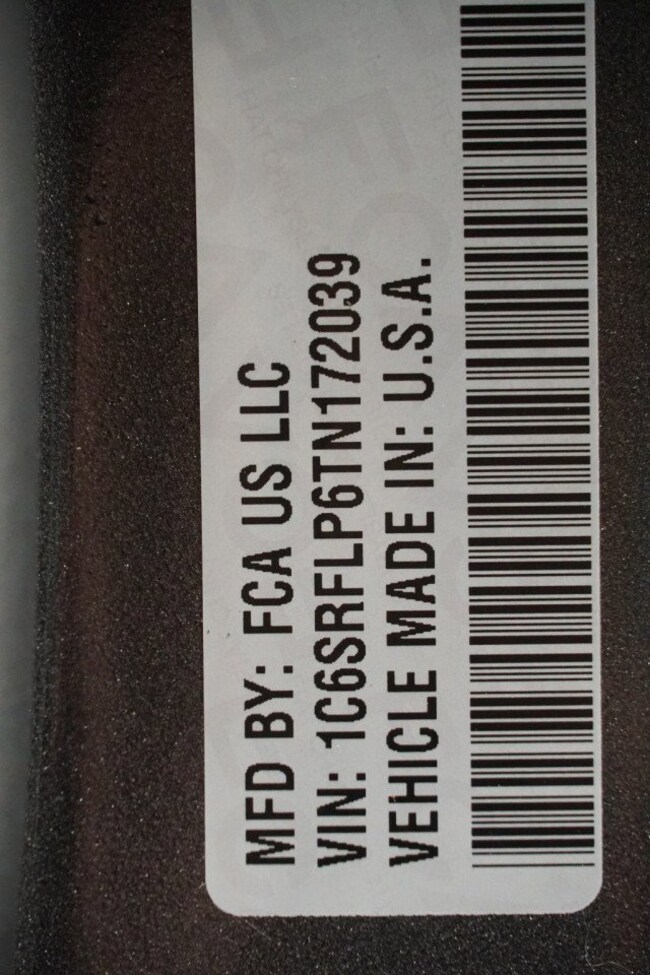 MFD BY: FCA US LLC
VIN: 1C6SRFLP6TN172039
VEHICLE MADE IN: U.S.A.